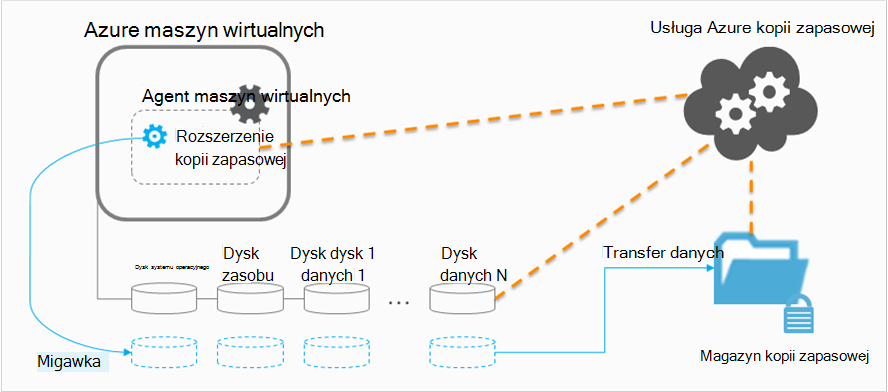 Azure maszyn wirtualnych
Usługa Azure kopii zapasowej
Agent maszyn wirtualnych
Rozszerzenie
kopii zapasowej
Dysk systemu operacyjnego
Dysk
zasobu
Dysk dysk 1
danych 1
...
Dysk
danych N
Transfer danych
Migawka
Magazyn kopii zapasowej